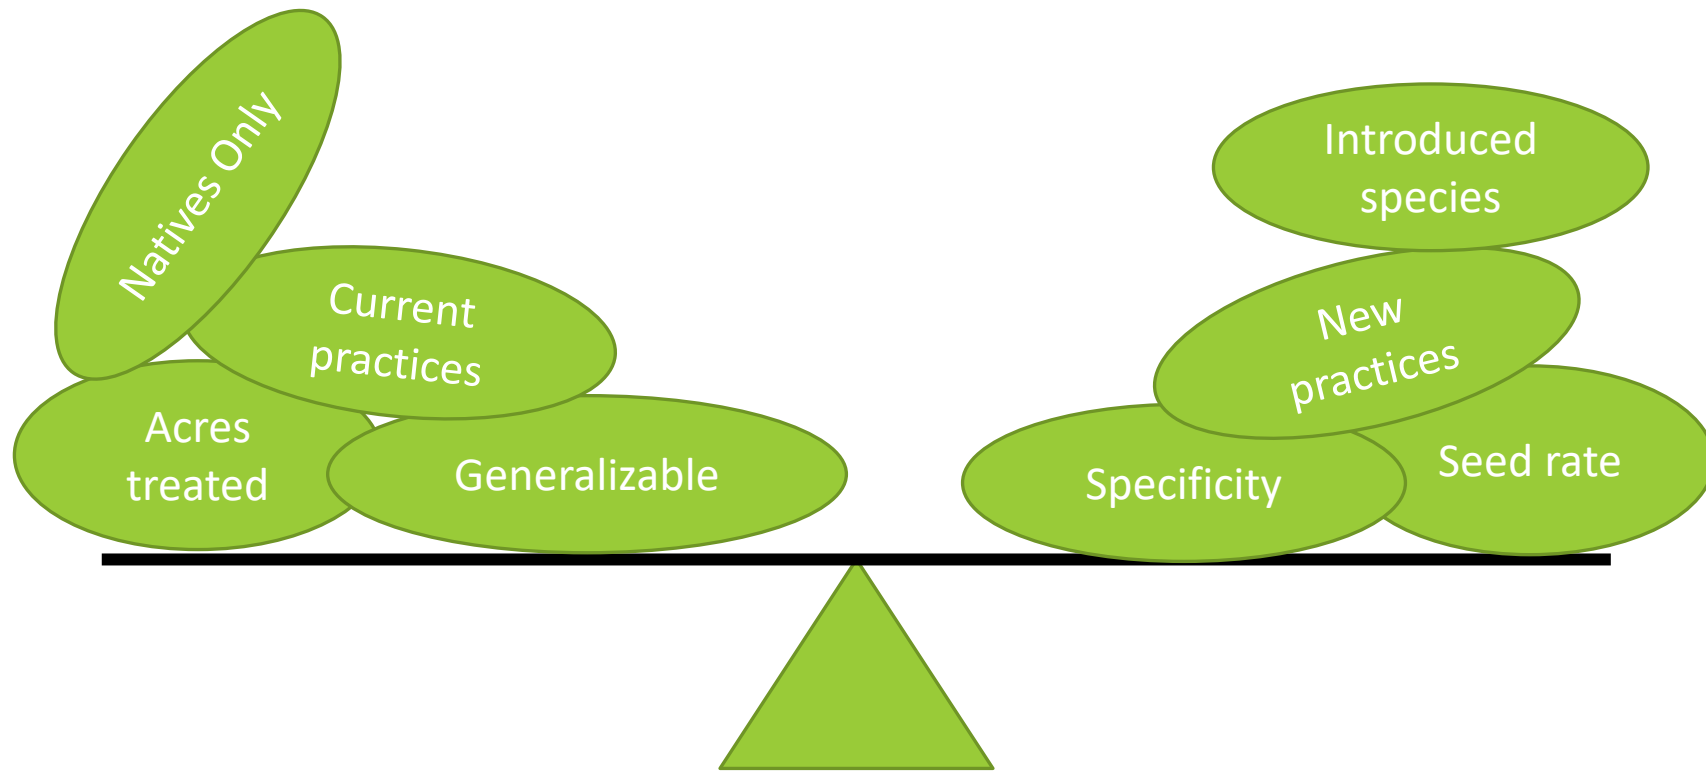 Natives Only
Current
practices
Acres
treated
Generalizable
Introduced
species
New
practices
Specificity
Seed rate